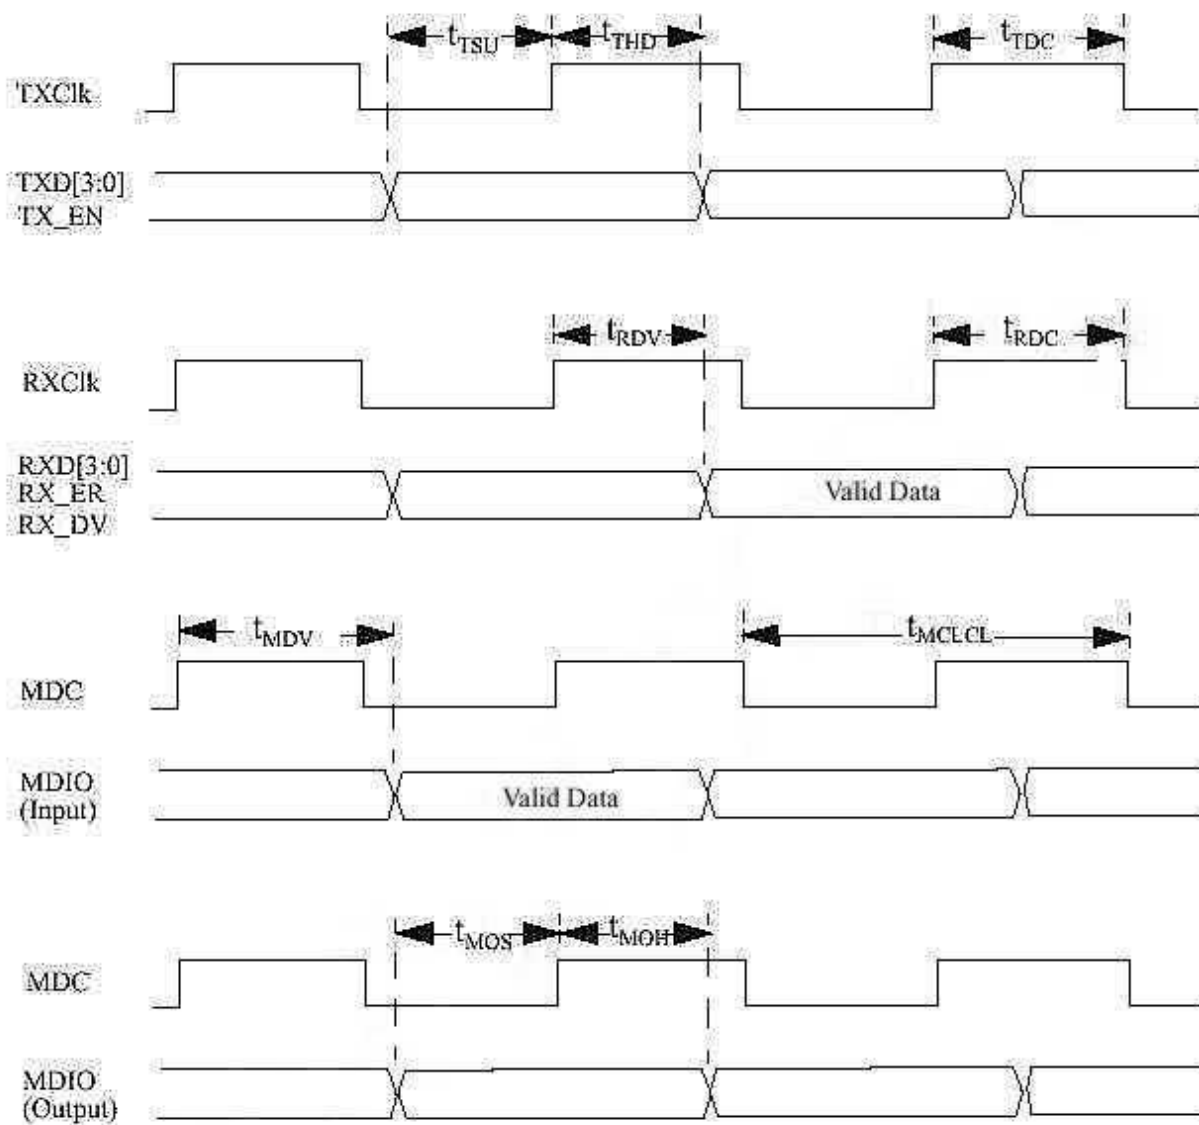 tTSU tTHD tTDC
TXClk
TXD[3:0]
TX_EN
tRDV tRDC
RXClk
RXD[3:0]
RX_ER Valid Data
RX_DV
tMDV tMCLCL
MDC
MDIO
(Input) Valid Data
tMOS tMOH
MDC
MDIO
(Output)